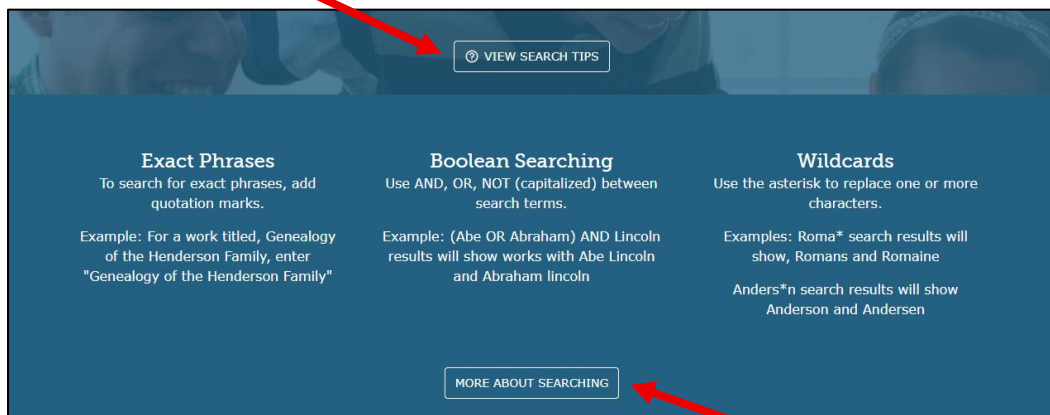 VIEW SEARCH TIPS
Exact Phrases
To search for exact phrases, add
quotation marks.
Example: For a work titled, Genealogy
of the Henderson Family, enter
"Genealogy of the Henderson Family"
Boolean Searching
Use AND, OR, NOT (capitalized) between
search terms.
Example: (Abe OR Abraham) AND Lincoln
results will show works with Abe Lincoln
and Abraham lincoln
Wildcards
Use the asterisk to replace one or more
characters.
Examples: Roma* search results will
show, Romans and Romaine
Anders*n search results will show
Anderson and Andersen
MORE ABOUT SEARCHING